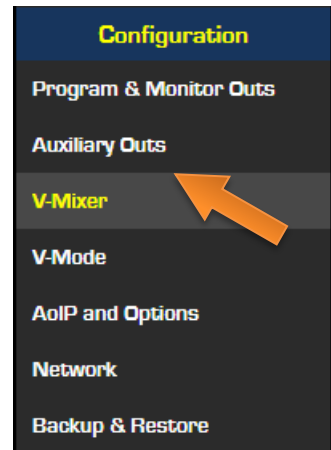 Configuration
Program & Monitor Outs
Auxiliary Outs
V-Mixer
V-Mode
AoIP and Options
Network
Backup & Restore